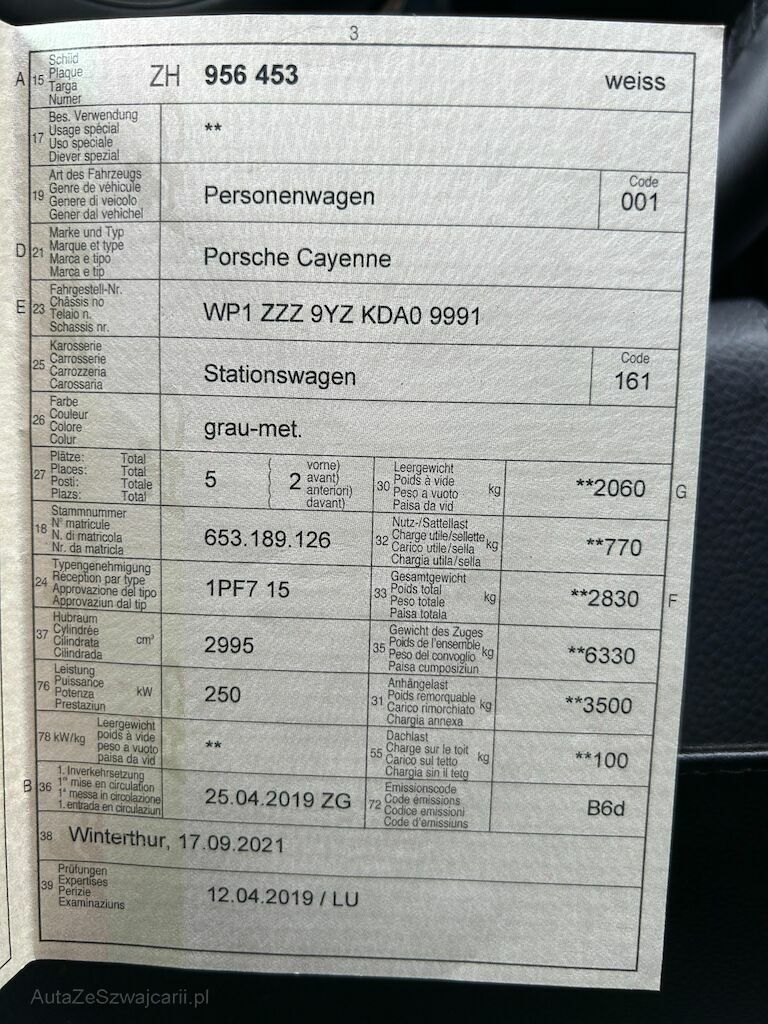 3
A 15 Schild Plaque Targa Numer ZH 956 453 weiss
17 Bes. Verwendung Usage spécial Uso speciale Diever spezial **
19 Art des Fahrzeugs Genre de véhicule Genere di veicolo Gener dal vehichel Personenwagen Code 001
D 21 Marke und Typ Marque et type Marca e tipo Marca e tip Porsche Cayenne
E 23 Fahrgestell-Nr. Châssis no Telaio n. Schassis nr. WP1 ZZZ 9YZ KDA0 9991
25 Karosserie Carrosserie Carrozzeria Carossaria Stationswagen Code 161
26 Farbe Couleur Colore Colur grau-met.
27 Plätze: Total Places: Total Posti: Totale Plazs: Total 5 ( 2 vorne) avant) anteriori) davant) 30 Leergewicht Poids à vide Peso a vuoto Paisa da vid kg **2060 G
18 Stammnummer N° matricule N. di matricola Nr. da matricla 653.189.126 32 Nutz-/Sattellast Charge utile/sellette Carico utile/sella Chargia utila/sella kg **770
24 Typengenehmigung Réception par type Approvazione del tipo Approvaziun dal tip 1PF7 15 33 Gesamtgewicht Poids total Peso totale Paisa totala kg **2830 F
37 Hubraum Cylindrée Cilindrata Cilindrada cm³ 2995 35 Gewicht des Zuges Poids de l'ensemble Peso del convoglio Paisa cumposiziun kg **6330
76 Leistung Puissance Potenza Prestaziun kW 250 31 Anhängelast Poids remorquable Carico rimorchiato Chargia annexa kg **3500
78 kW/kg Leergewicht poids à vide peso a vuoto paisa da vid ** 55 Dachlast Charge sur le toit Carico sul tetto Chargia sin il tetg kg **100
B 36 1. Inverkehrsetzung 1re mise en circulation 1a messa in circolazione 1. entrada en circulaziun 25.04.2019 ZG 72 Emissionscode Code émissions Codice emissioni Code d'emissiuns B6d
38 Winterthur, 17.09.2021
39 Prüfungen Expertises Perizie Examinaziuns 12.04.2019 / LU
AutaZeSzwajcarii.pl